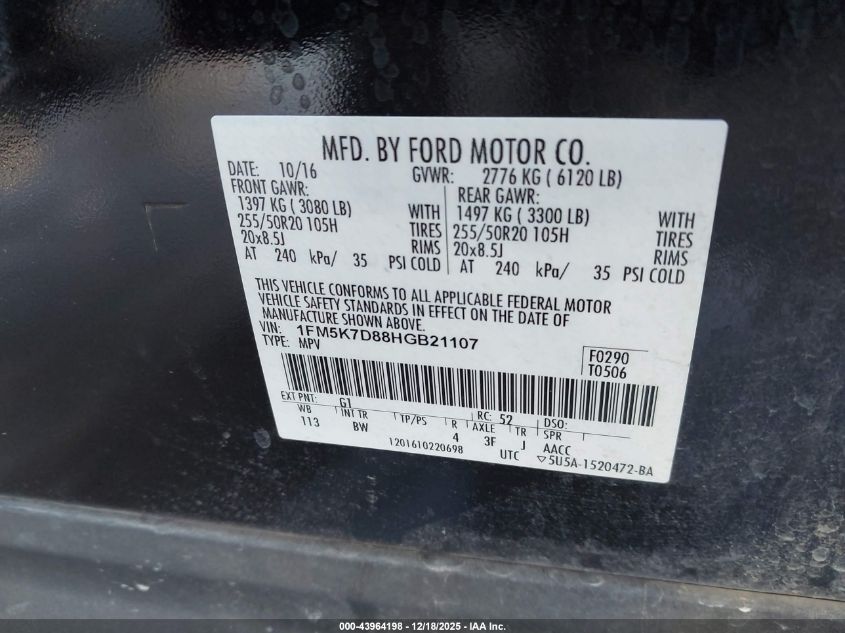 MFD. BY FORD MOTOR CO.
DATE: 10/16 GVWR: 2776 KG ( 6120 LB)
FRONT GAWR: REAR GAWR:
1397 KG ( 3080 LB) WITH 1497 KG ( 3300 LB) WITH
255/50R20 105H TIRES 255/50R20 105H TIRES
20x8.5J RIMS 20x8.5J RIMS
AT 240 kPa/ 35 PSI COLD AT 240 kPa/ 35 PSI COLD
THIS VEHICLE CONFORMS TO ALL APPLICABLE FEDERAL MOTOR
VEHICLE SAFETY STANDARDS IN EFFECT ON THE DATE OF
MANUFACTURE SHOWN ABOVE.
VIN: 1FM5K7D88HGB21107
TYPE: MPV
F0290
T0506
EXT PNT: G1 RC: 52 DSO:
WB INT TR TP/PS R AXLE TR SPR
113 BW 4 3F J AACC
1201610220698 UTC ▽5U5A-1520472-BA
000-43964198 - 12/18/2025 - IAA Inc.